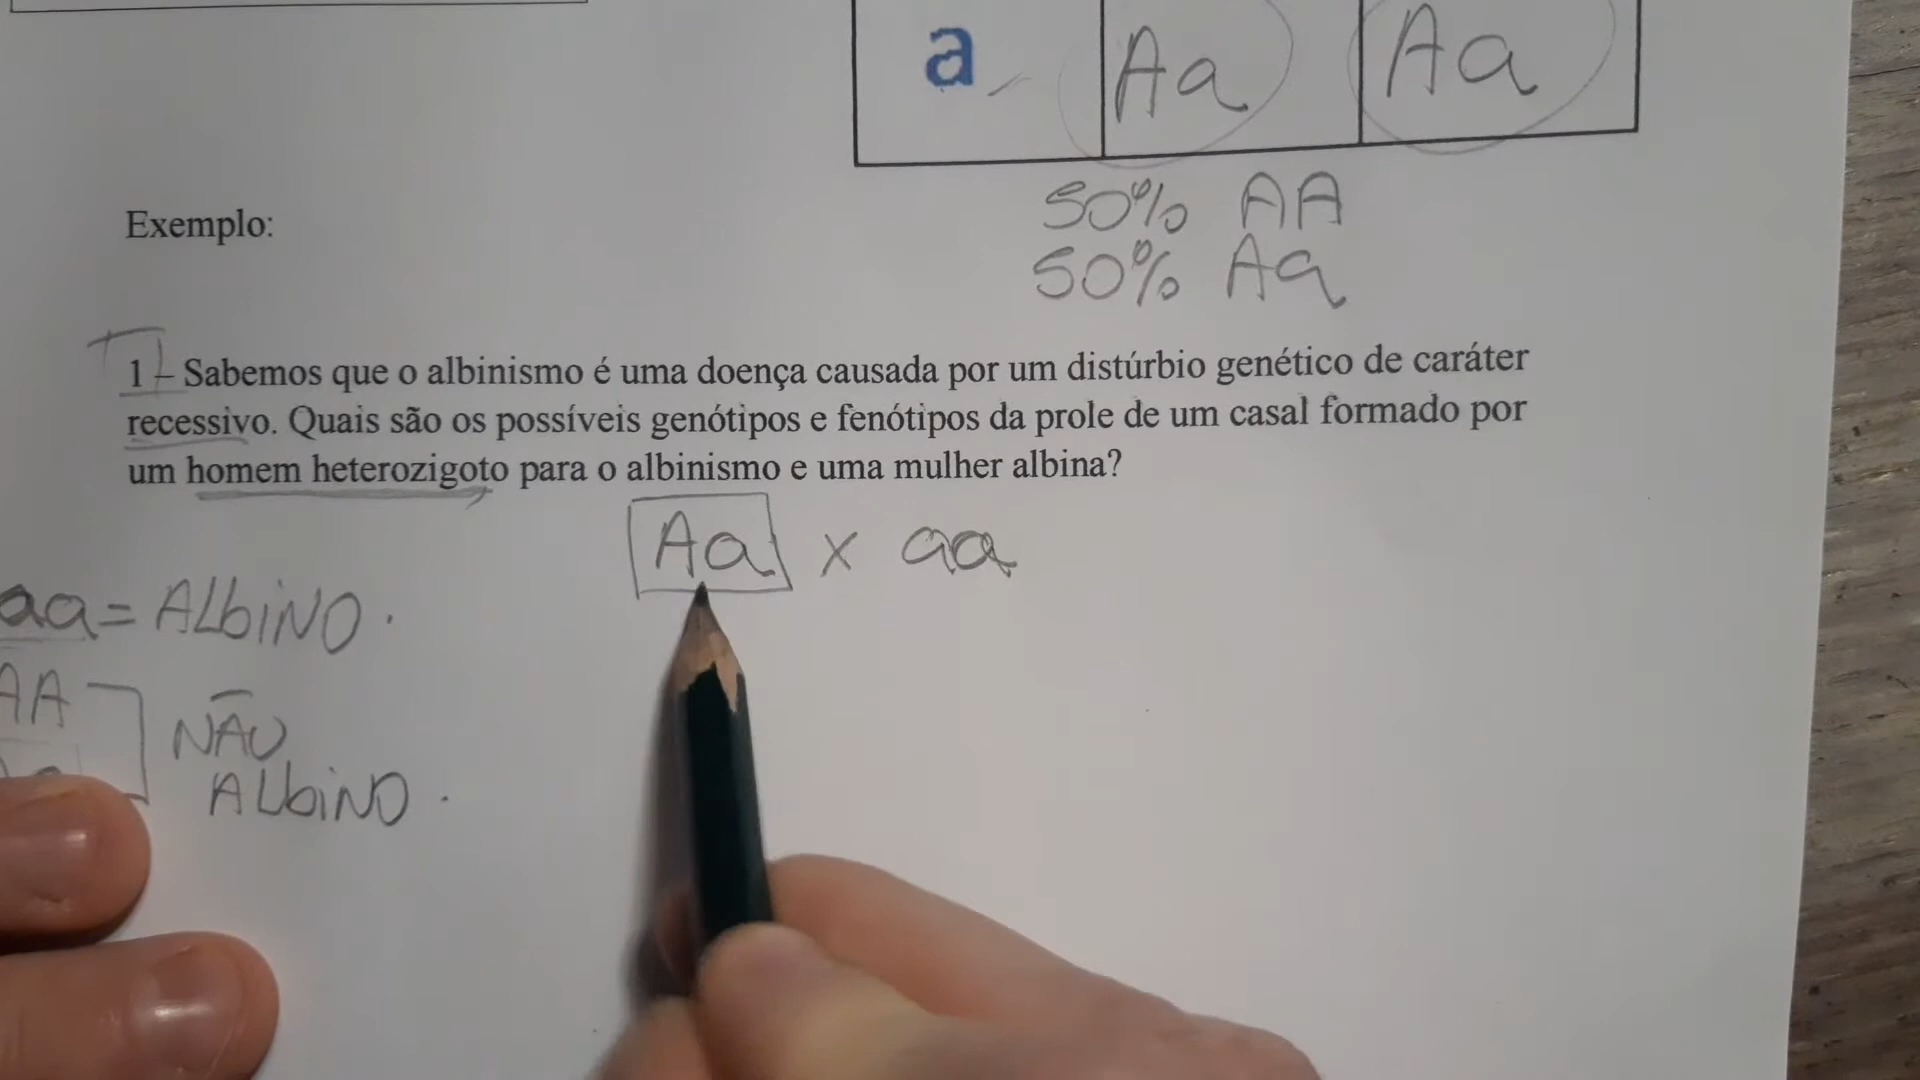 a Aa Aa
50% AA
50% Aa
Exemplo:
1 – Sabemos que o albinismo é uma doença causada por um distúrbio genético de caráter
recessivo. Quais são os possíveis genótipos e fenótipos da prole de um casal formado por
um homem heterozigoto para o albinismo e uma mulher albina?
Aa x aa
aa = ALbiNO.
AA
NÃO
ALbiNO.